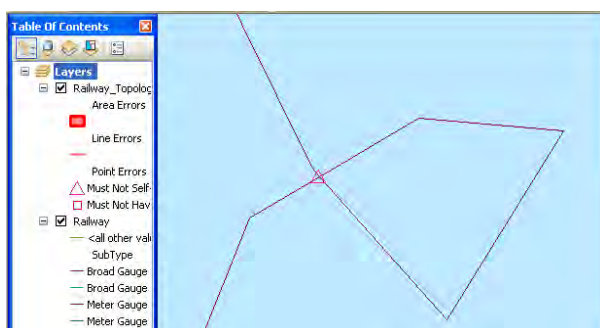 Table Of Contents
Layers
Railway_Topolog
Area Errors
Line Errors
Point Errors
Must Not Self-
Must Not Hav
Railway
<all other valu
SubType
Broad Gauge
Broad Gauge
Meter Gauge
Meter Gauge